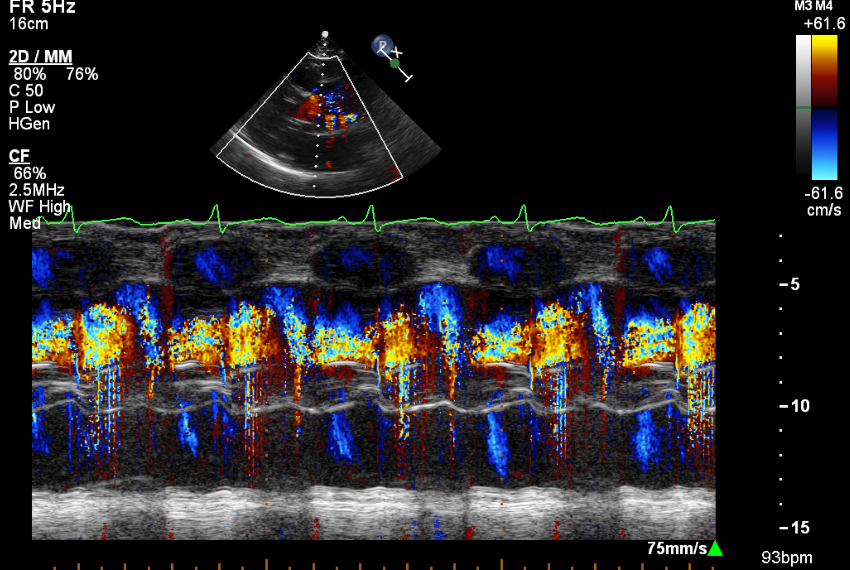 FR 5Hz
16cm
2D / MM
80% 76%
C 50
P Low
HGen
CF
66%
2.5MHz
WF High
Med
P X
M3 M4
+61.6
-61.6
cm/s
-5
-10
-15
75mm/s
93bpm